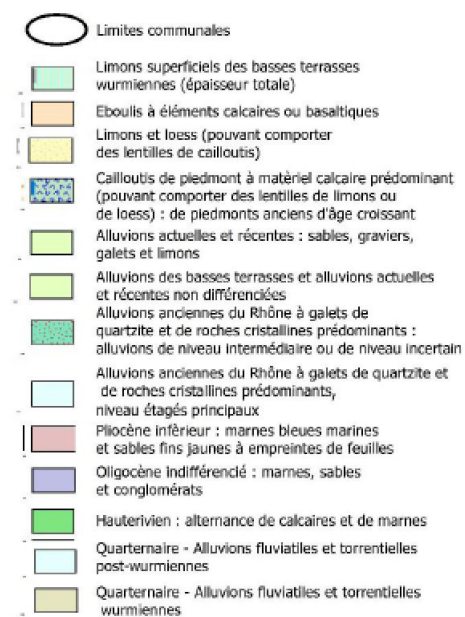 Limites communales
Limons superficiels des basses terrasses
wurmiennes (épaisseur totale)
Eboulis à éléments calcaires ou basaltiques
Limons et loess (pouvant comporter
des lentilles de cailloutis)
Cailloutis de piedmont à matèriel calcaire prédominant
(pouvant comporter des lentilles de limons ou
de loess) : de piedmonts anciens d'âge croissant
Alluvions actuelles et récentes : sables, graviers,
galets et limons
Alluvions des basses terrasses et alluvions actuelles
et récentes non différenciées
Alluvions anciennes du Rhône à galets de
quartzite et de roches cristallines prédominants :
alluvions de niveau intermédiaire ou de niveau incertain
Alluvions anciennes du Rhône à galets de quartzite et
de roches cristallines prédominants,
niveau étagés principaux
Pliocène infèrieur : marnes bleues marines
et sables fins jaunes à empreintes de feuilles
Oligocène indifférencié : marnes, sables
et conglomérats
Hauterivien : alternance de calcaires et de marnes
Quarternaire - Alluvions fluviatiles et torrentielles
post-wurmiennes
Quarternaire - Alluvions fluviatiles et torrentielles
wurmiennes